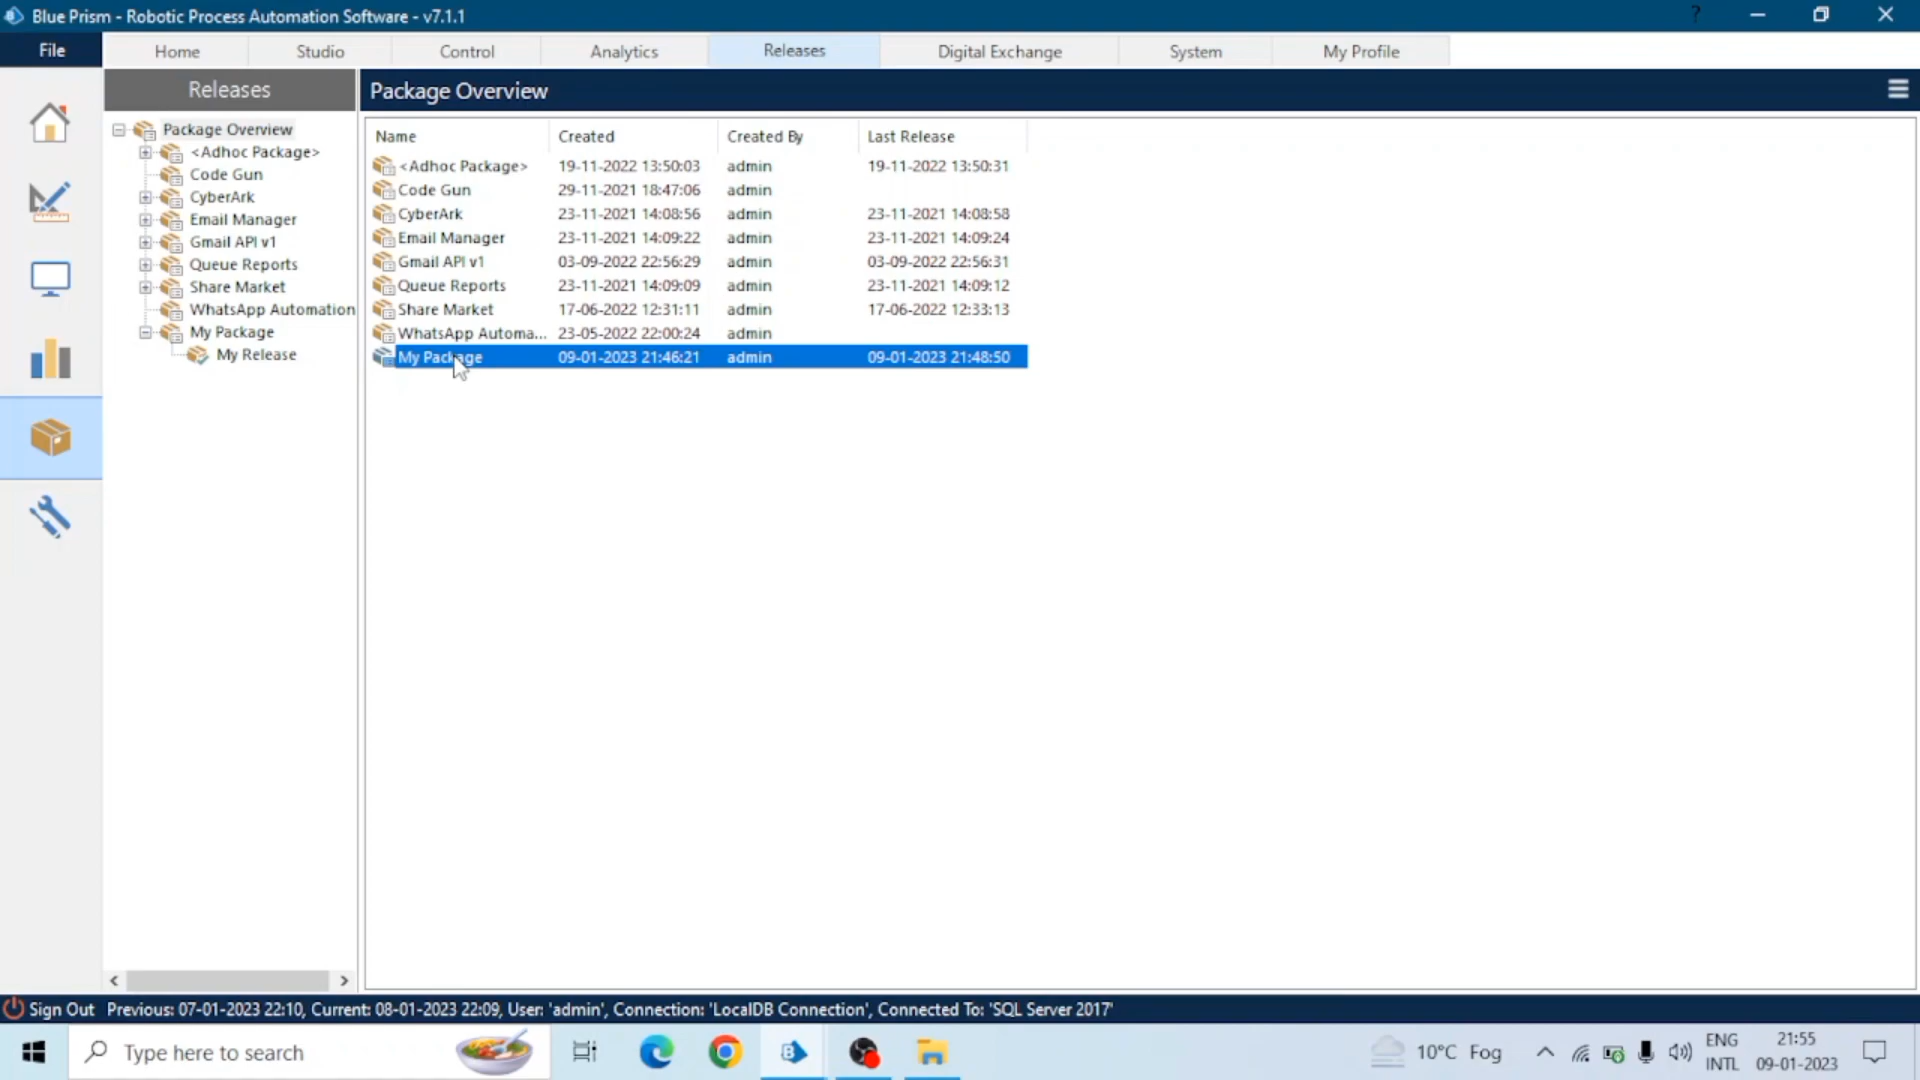 Blue Prism - Robotic Process Automation Software - v7.1.1
?
File Home Studio Control Analytics Releases Digital Exchange System My Profile
Releases
Package Overview
Package Overview
<Adhoc Package>
Code Gun
CyberArk
Email Manager
Gmail API v1
Queue Reports
Share Market
WhatsApp Automation
My Package
My Release
Name Created Created By Last Release
<Adhoc Package> 19-11-2022 13:50:03 admin 19-11-2022 13:50:31
Code Gun 29-11-2021 18:47:06 admin
CyberArk 23-11-2021 14:08:56 admin 23-11-2021 14:08:58
Email Manager 23-11-2021 14:09:22 admin 23-11-2021 14:09:24
Gmail API v1 03-09-2022 22:56:29 admin 03-09-2022 22:56:31
Queue Reports 23-11-2021 14:09:09 admin 23-11-2021 14:09:12
Share Market 17-06-2022 12:31:11 admin 17-06-2022 12:33:13
WhatsApp Automa... 23-05-2022 22:00:24 admin
My Package 09-01-2023 21:46:21 admin 09-01-2023 21:48:50
Sign Out Previous: 07-01-2023 22:10, Current: 08-01-2023 22:09, User: 'admin', Connection: 'LocalDB Connection', Connected To: 'SQL Server 2017'
Type here to search
10°C Fog
ENG
INTL
21:55
09-01-2023